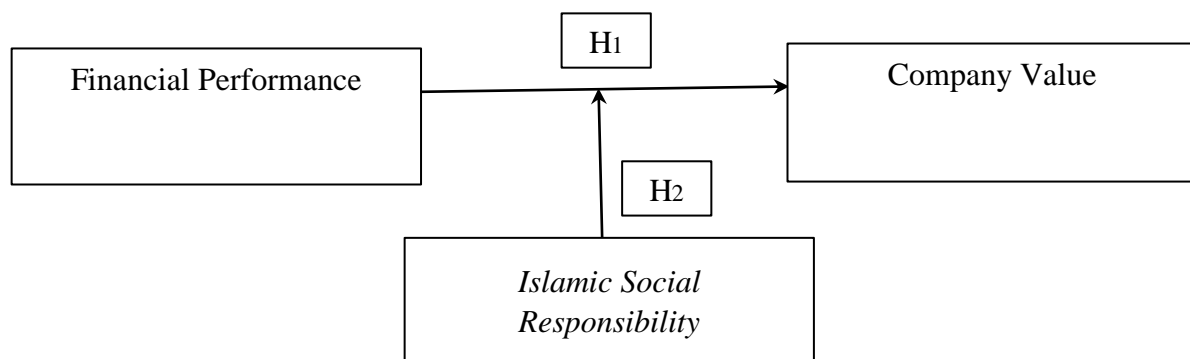 H1
Financial Performance
Company Value
H2
Islamic Social
Responsibility